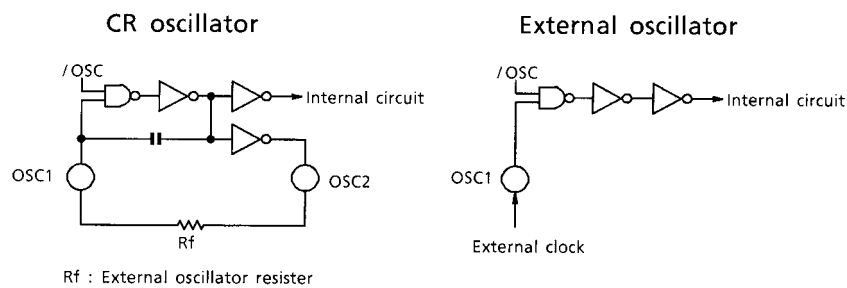 CR oscillator
/OSC
Internal circuit
OSC1
OSC2
Rf
Rf : External oscillator resister
External oscillator
/OSC
Internal circuit
OSC1
External clock